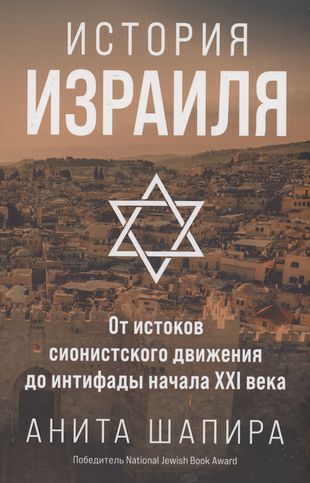 ИСТОРИЯ
ИЗРАИЛЯ
От истоков
сионистского движения
до интифады начала XXI века
АНИТА ШАПИРА
Победитель National Jewish Book Award